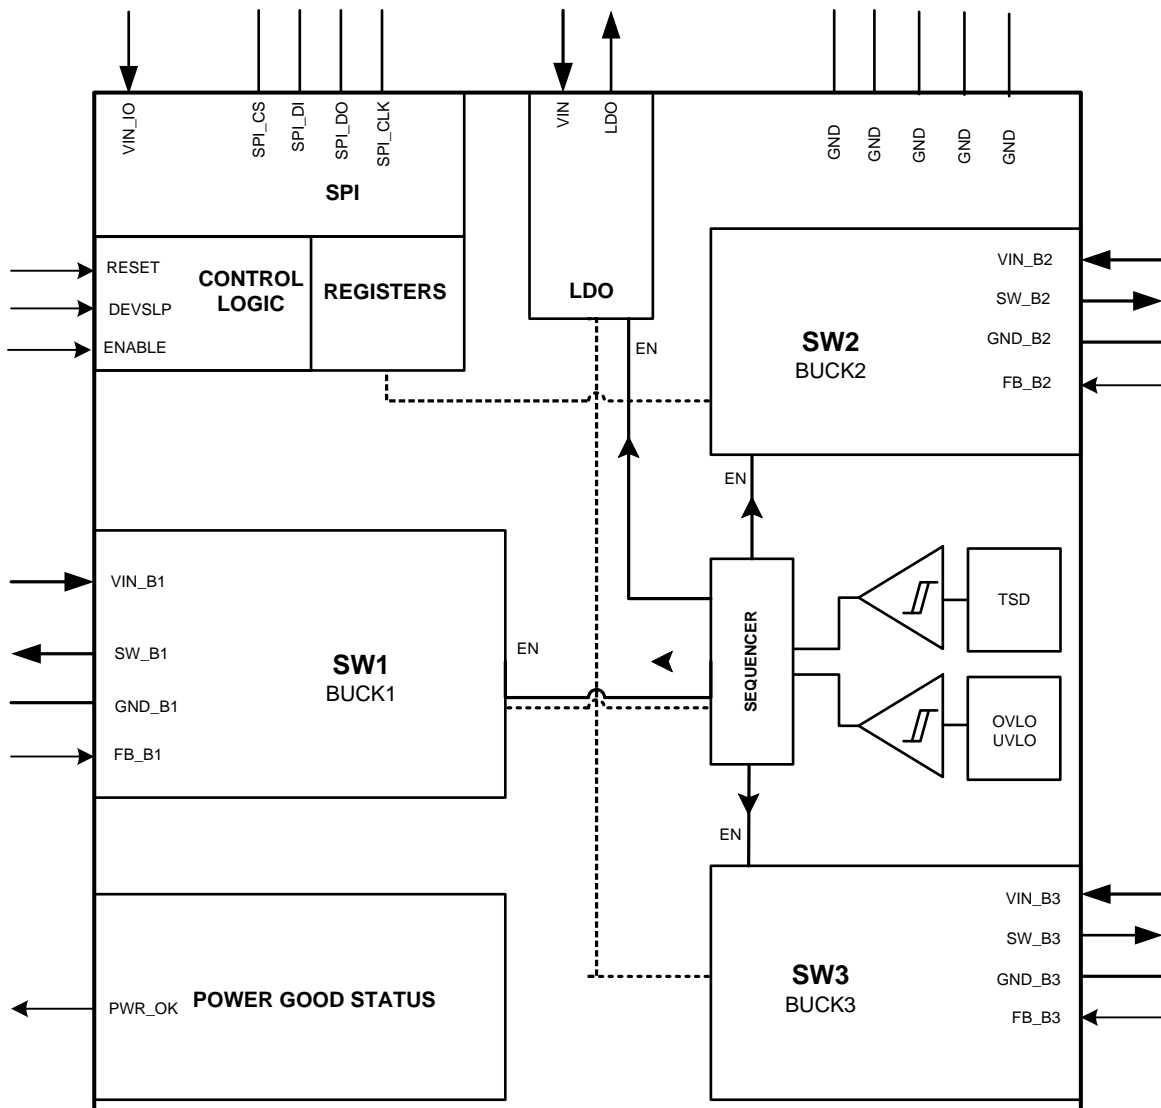 VIN_IO
SPI_CS
SPI_DI
SPI_DO
SPI_CLK
SPI
VIN
LDO
LDO
GND
GND
GND
GND
GND
RESET
DEVSLP
ENABLE
CONTROL
LOGIC
REGISTERS
EN
SW2
BUCK2
VIN_B2
SW_B2
GND_B2
FB_B2
EN
VIN_B1
SW_B1
GND_B1
FB_B1
SW1
BUCK1
EN
SEQUENCER
TSD
OVLO
UVLO
EN
SW3
BUCK3
VIN_B3
SW_B3
GND_B3
FB_B3
PWR_OK
POWER GOOD STATUS